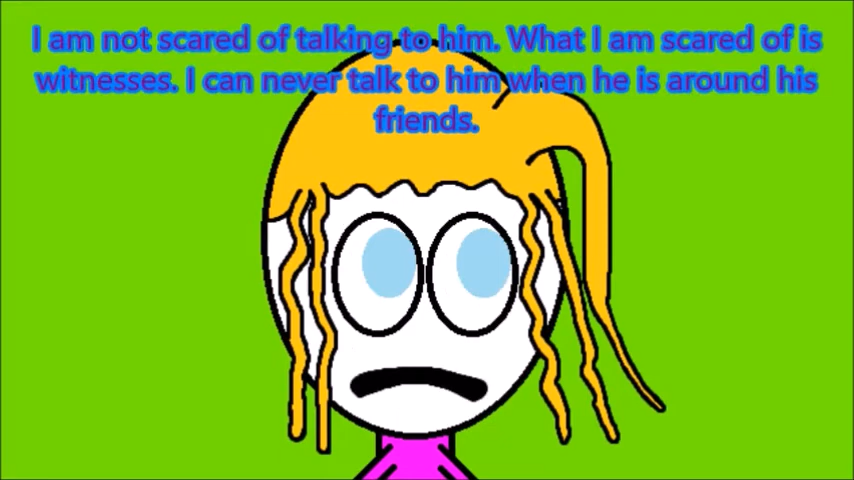 I am not scared of talking to him. What I am scared of is
witnesses. I can never talk to him when he is around his
friends.